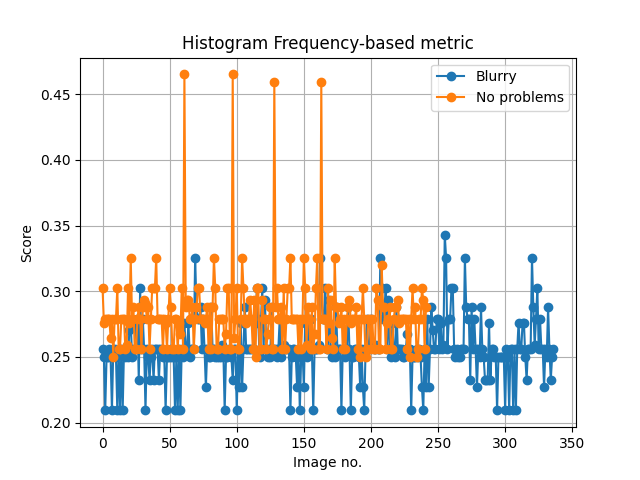 Histogram Frequency-based metric
Blurry
No problems
0.45
0.40
0.35
0.30
0.25
0.20
Score
0 50 100 150 200 250 300 350
Image no.